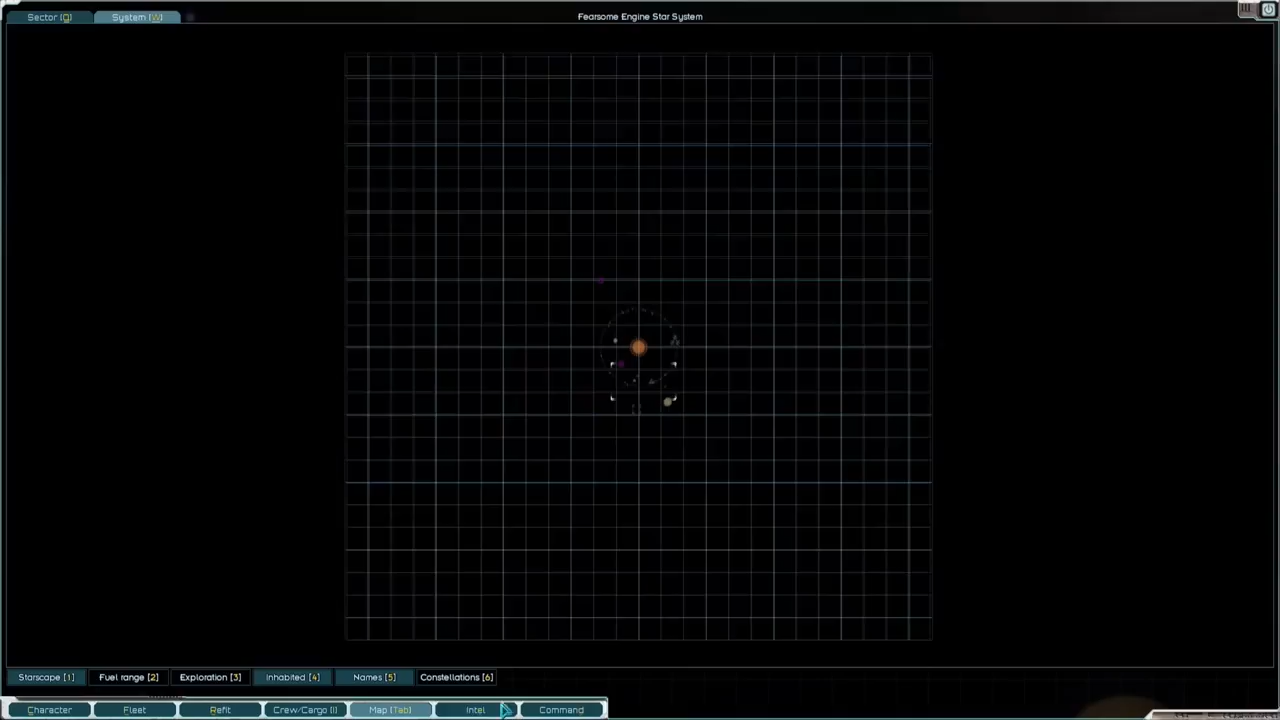 Sector [Q] System [W] Fearsome Engine Star System
Starscape [1] Fuel range [2] Exploration [3] Inhabited [4] Names [5] Constellations [6]
Character Fleet Refit Crew/Cargo [I] Map [Tab] Intel Command